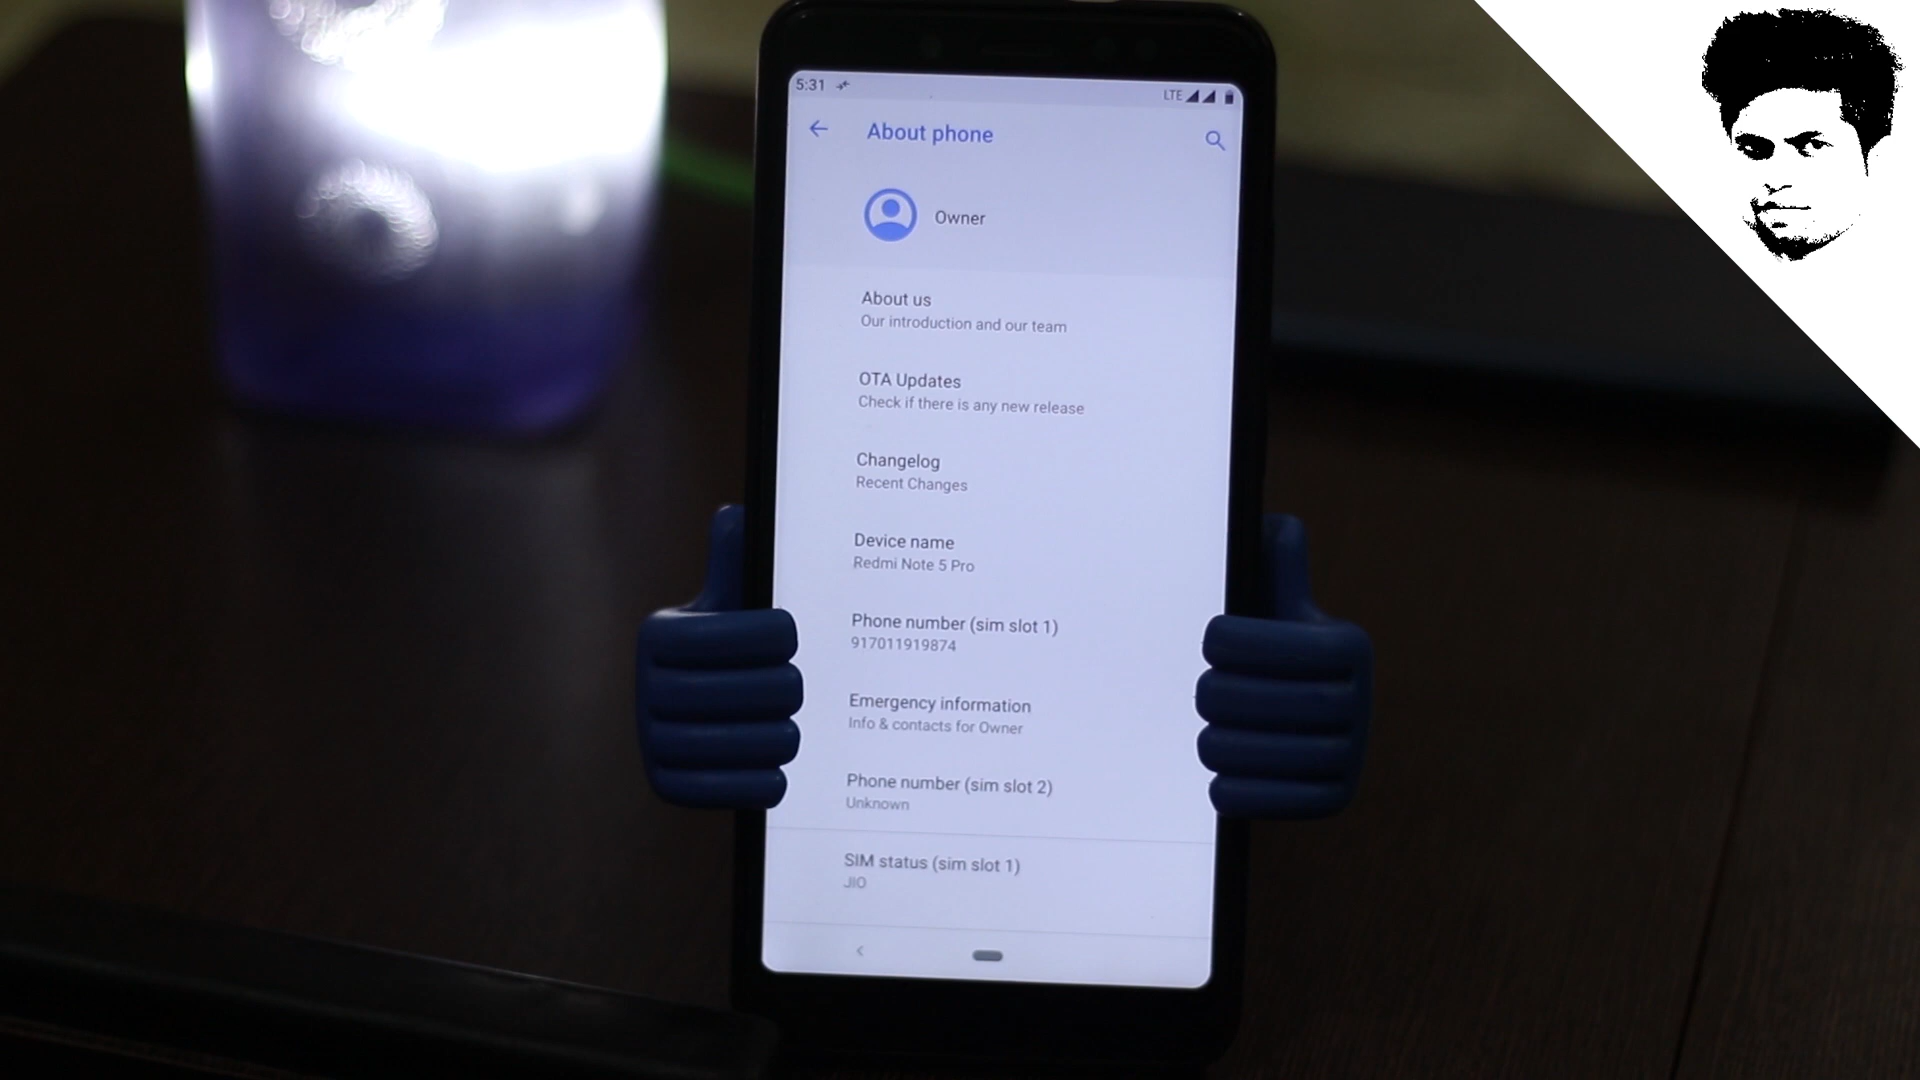 5:31
LTE
About phone
Owner
About us
Our introduction and our team
OTA Updates
Check if there is any new release
Changelog
Recent Changes
Device name
Redmi Note 5 Pro
Phone number (sim slot 1)
917011919874
Emergency information
Info & contacts for Owner
Phone number (sim slot 2)
Unknown
SIM status (sim slot 1)
JIO